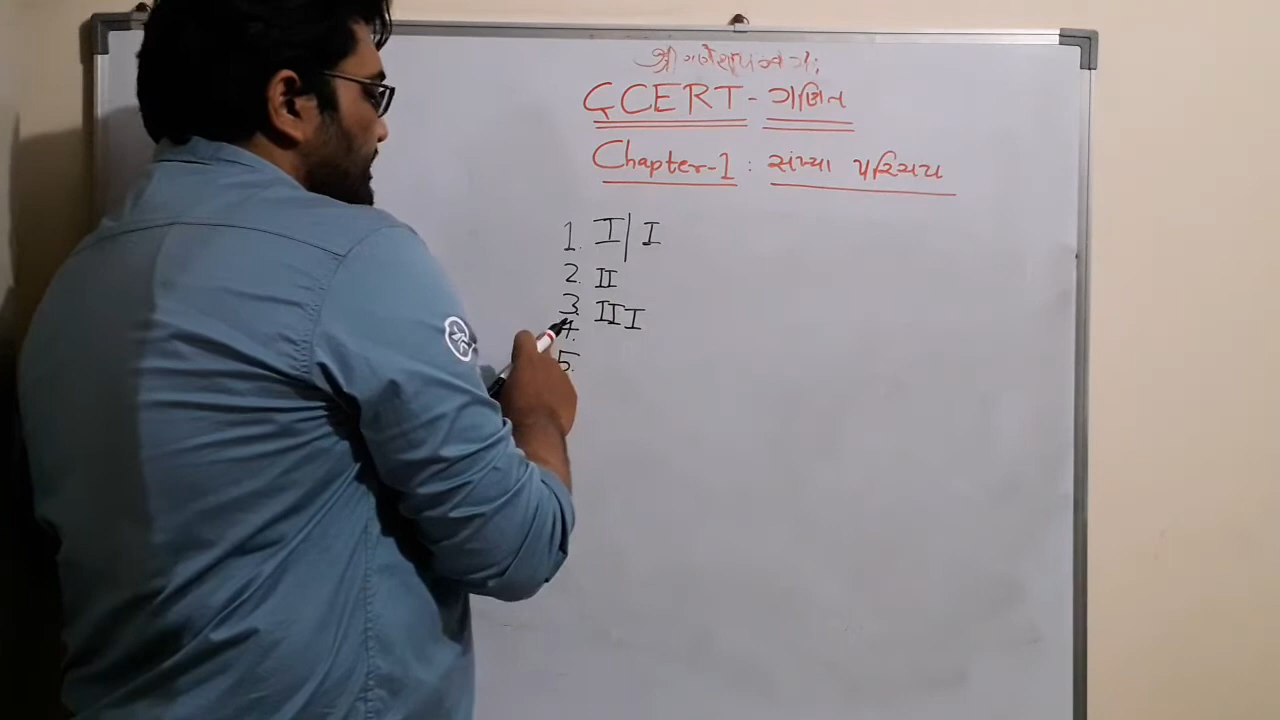 શ્રી ગણેશાય નમઃ
GCERT - ગણિત
Chapter-1 : સંખ્યા પરિચય
1. I | I
2. II
3. III
4.
5.